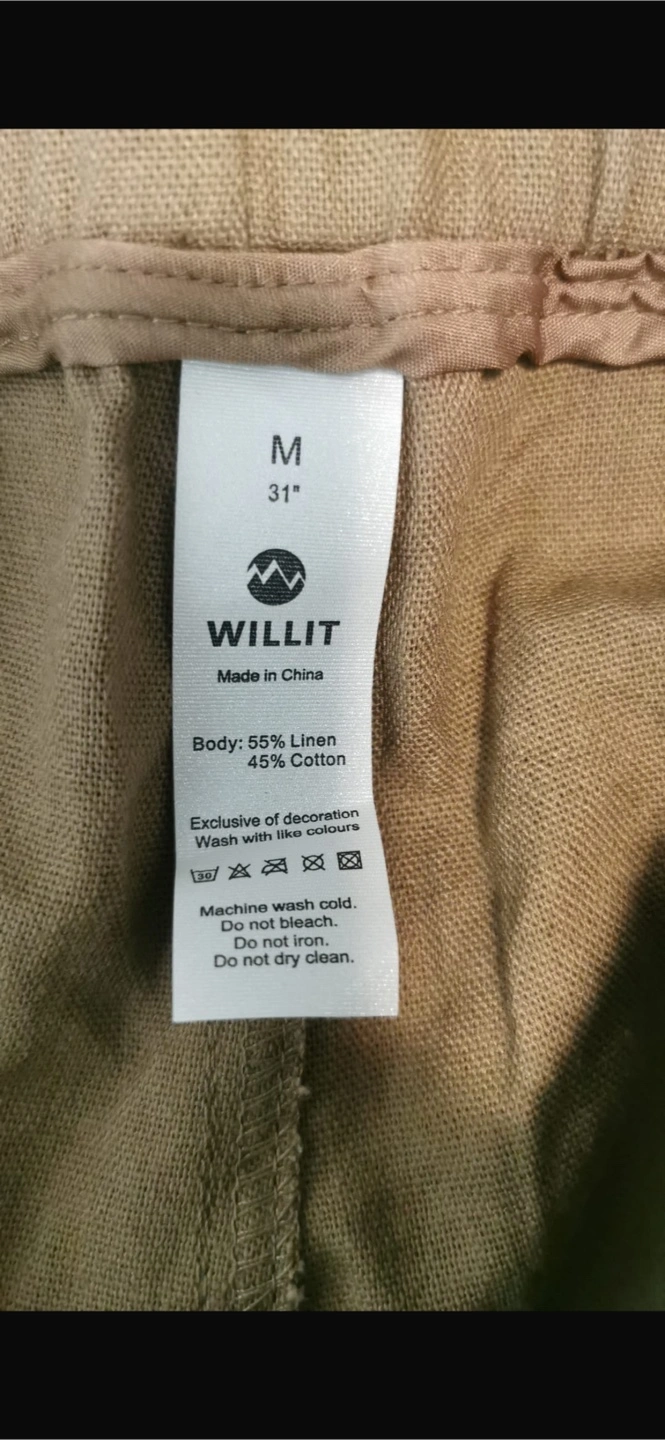 M
31"
WILLIT
Made in China
Body: 55% Linen
45% Cotton
Exclusive of decoration
Wash with like colours
30
Machine wash cold.
Do not bleach.
Do not iron.
Do not dry clean.